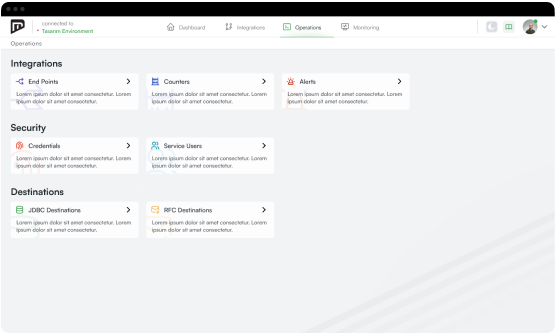 connected to
Tasarım Environment
Dashboard
Integrations
Operations
Monitoring
Operations
Integrations
End Points
Lorem ipsum dolor sit amet consectetur. Lorem
ipsum dolor sit amet consectetur.
Counters
Lorem ipsum dolor sit amet consectetur. Lorem
ipsum dolor sit amet consectetur.
Alerts
Lorem ipsum dolor sit amet consectetur. Lorem
ipsum dolor sit amet consectetur.
Security
Credentials
Lorem ipsum dolor sit amet consectetur. Lorem
ipsum dolor sit amet consectetur.
Service Users
Lorem ipsum dolor sit amet consectetur. Lorem
ipsum dolor sit amet consectetur.
Destinations
JDBC Destinations
Lorem ipsum dolor sit amet consectetur. Lorem
ipsum dolor sit amet consectetur.
RFC Destinations
Lorem ipsum dolor sit amet consectetur. Lorem
ipsum dolor sit amet consectetur.